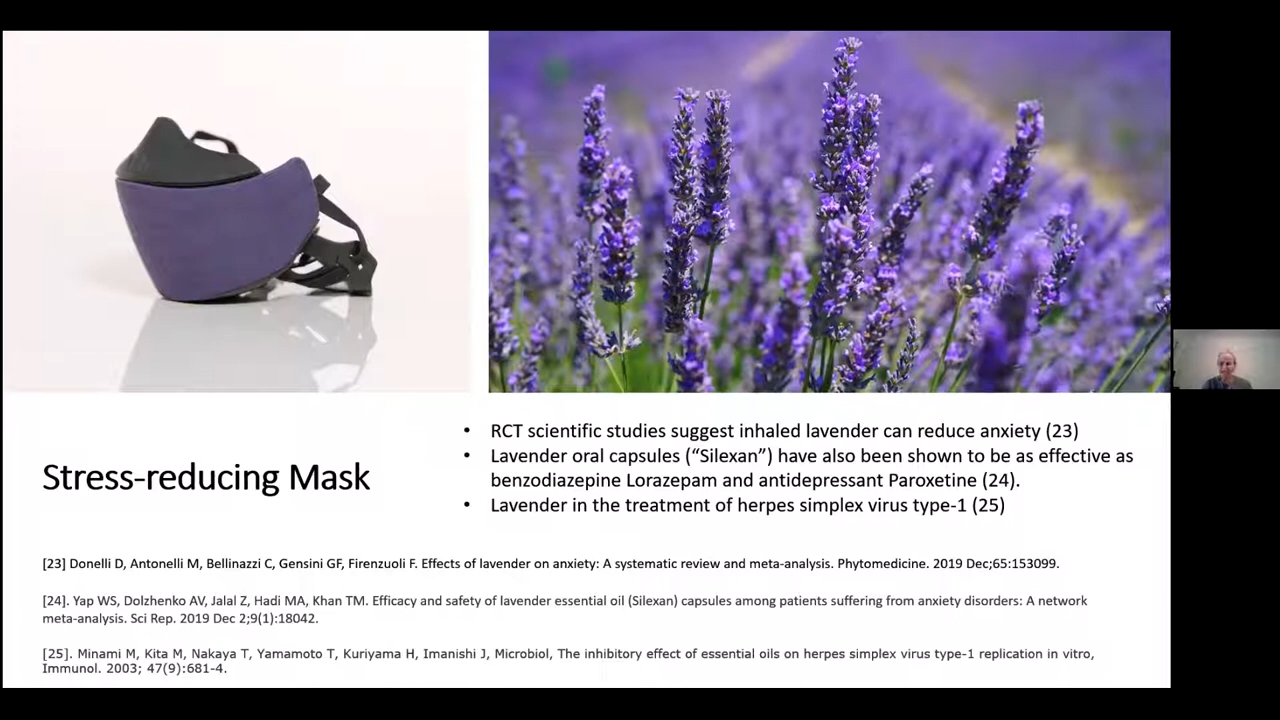 Stress-reducing Mask
• RCT scientific studies suggest inhaled lavender can reduce anxiety (23)
• Lavender oral capsules (“Silexan”) have also been shown to be as effective as
benzodiazepine Lorazepam and antidepressant Paroxetine (24).
• Lavender in the treatment of herpes simplex virus type-1 (25)
[23] Donelli D, Antonelli M, Bellinazzi C, Gensini GF, Firenzuoli F. Effects of lavender on anxiety: A systematic review and meta-analysis. Phytomedicine. 2019 Dec;65:153099.
[24]. Yap WS, Dolzhenko AV, Jalal Z, Hadi MA, Khan TM. Efficacy and safety of lavender essential oil (Silexan) capsules among patients suffering from anxiety disorders: A network
meta-analysis. Sci Rep. 2019 Dec 2;9(1):18042.
[25]. Minami M, Kita M, Nakaya T, Yamamoto T, Kuriyama H, Imanishi J, Microbiol, The inhibitory effect of essential oils on herpes simplex virus type-1 replication in vitro,
Immunol. 2003; 47(9):681-4.